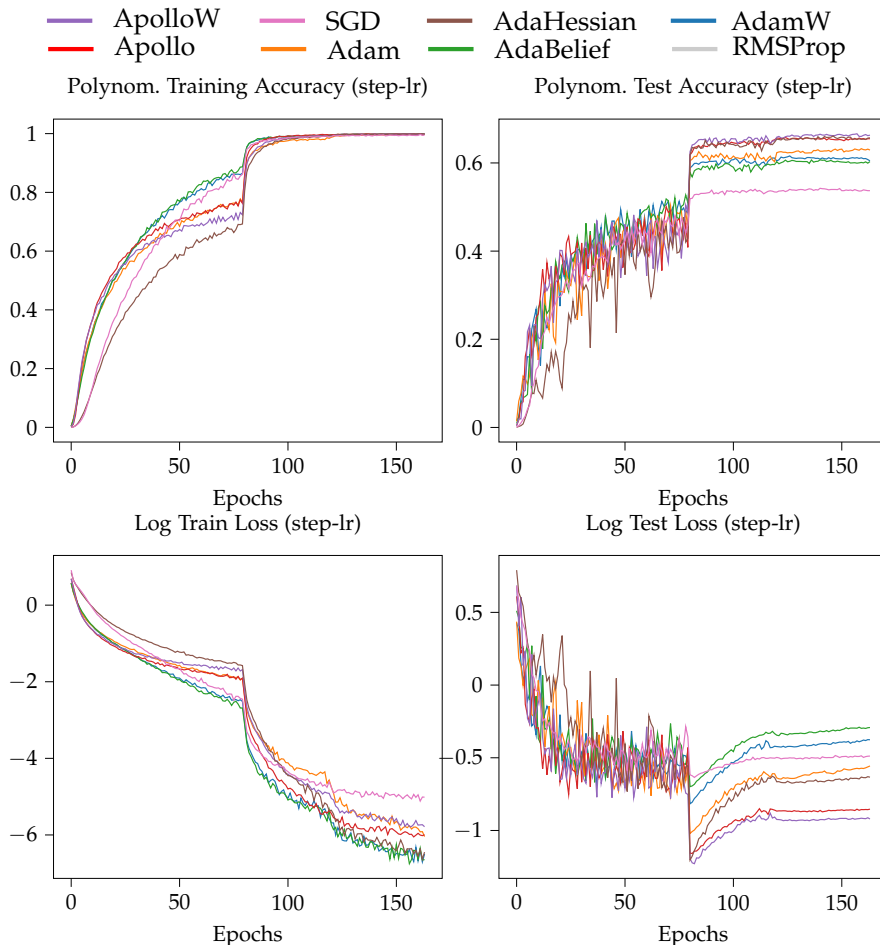 ApolloW SGD AdaHessian AdamW
Apollo Adam AdaBelief RMSProp
Polynom. Training Accuracy (step-lr) Polynom. Test Accuracy (step-lr)
1
0.8
0.6
0.4
0.2
0
0 50 100 150
Epochs
0.6
0.4
0.2
0
0 50 100 150
Epochs
Log Train Loss (step-lr) Log Test Loss (step-lr)
0
−2
−4
−6
0 50 100 150
Epochs
0.5
0
−0.5
−1
0 50 100 150
Epochs